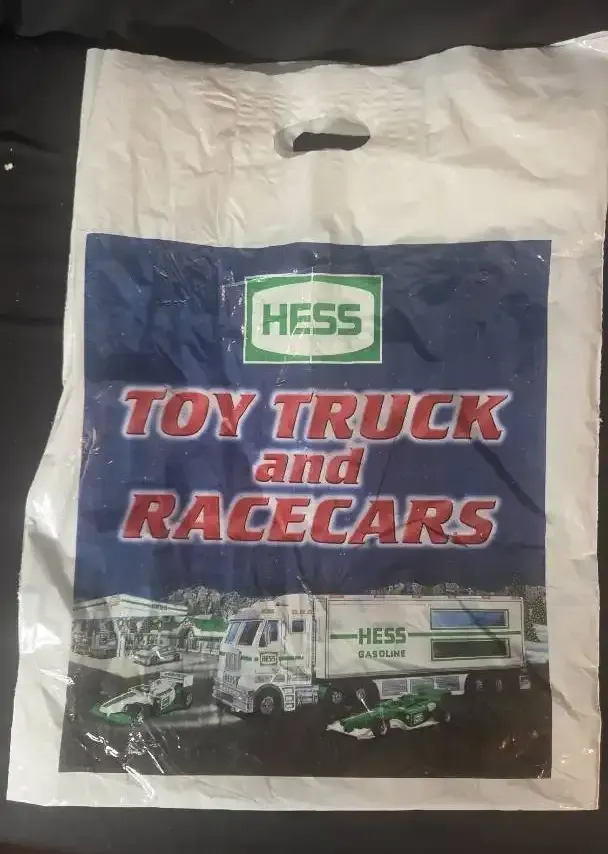 HESS
TOY TRUCK
and
RACECARS
HESS
GASOLINE
HESS